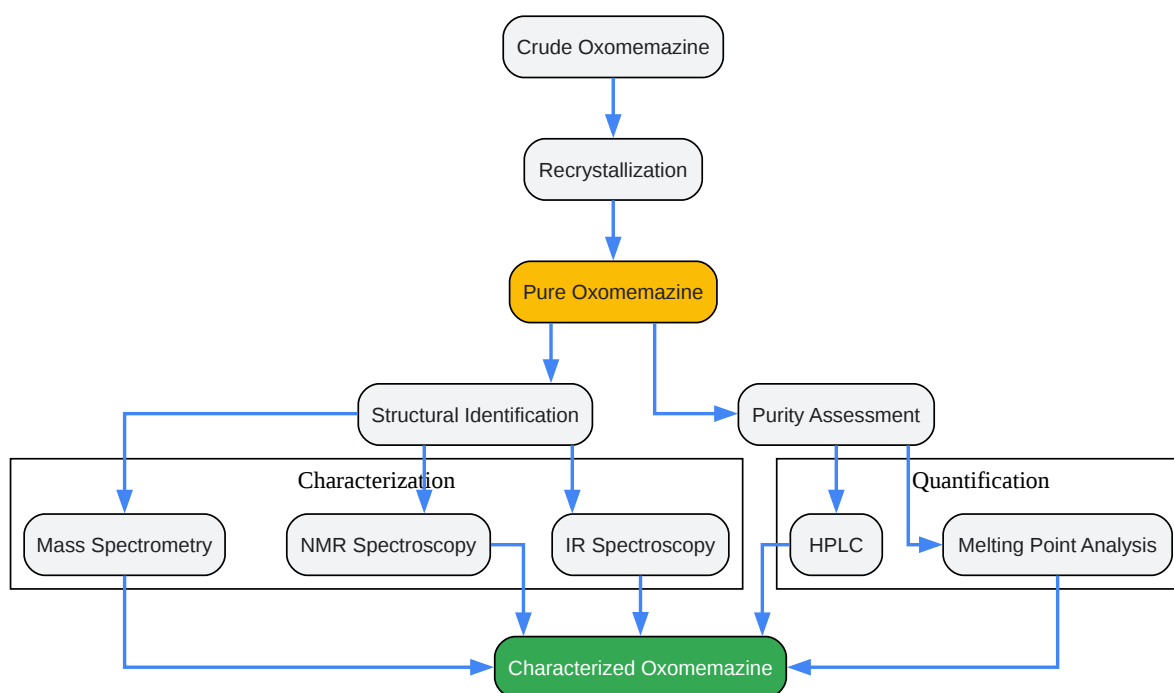 Crude Oxomemazine
Recrystallization
Pure Oxomemazine
Structural Identification
Purity Assessment
Characterization
Quantification
Mass Spectrometry
NMR Spectroscopy
IR Spectroscopy
HPLC
Melting Point Analysis
Characterized Oxomemazine